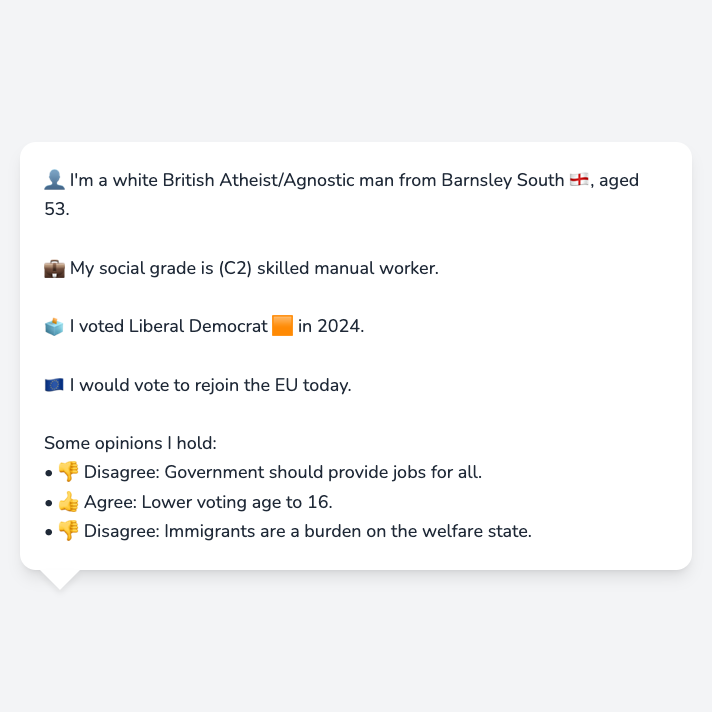 👤 I'm a white British Atheist/Agnostic man from Barnsley South 🏴󠁧󠁢󠁥󠁮󠁧󠁿, aged
53.
💼 My social grade is (C2) skilled manual worker.
🗳️ I voted Liberal Democrat 🟧 in 2024.
🇪🇺 I would vote to rejoin the EU today.
Some opinions I hold:
• 👎 Disagree: Government should provide jobs for all.
• 👍 Agree: Lower voting age to 16.
• 👎 Disagree: Immigrants are a burden on the welfare state.